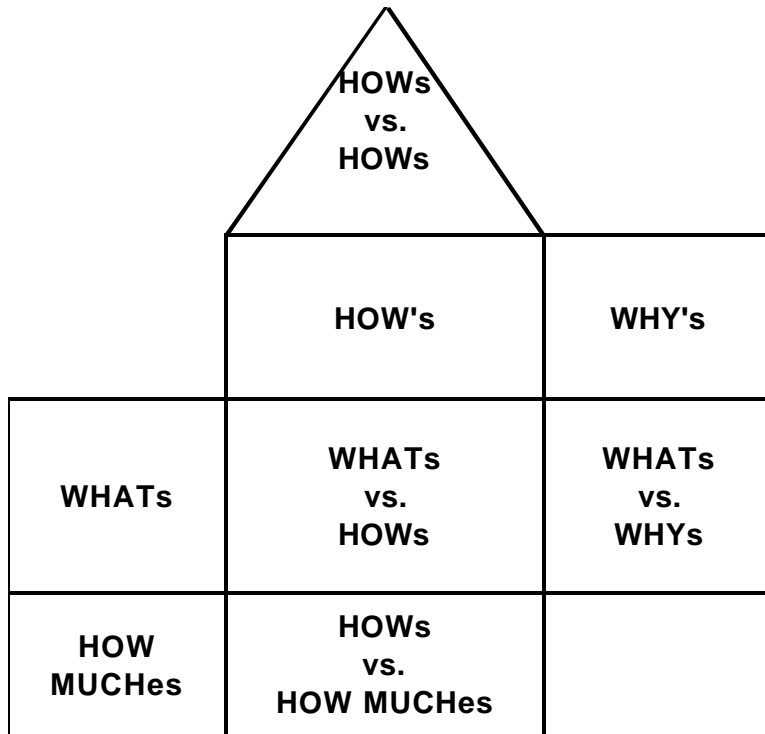 HOWs
vs.
HOWs
HOW's
WHY's
WHATs
WHATs
vs.
HOWs
WHATs
vs.
WHYs
HOW
MUCHes
HOWs
vs.
HOW MUCHes